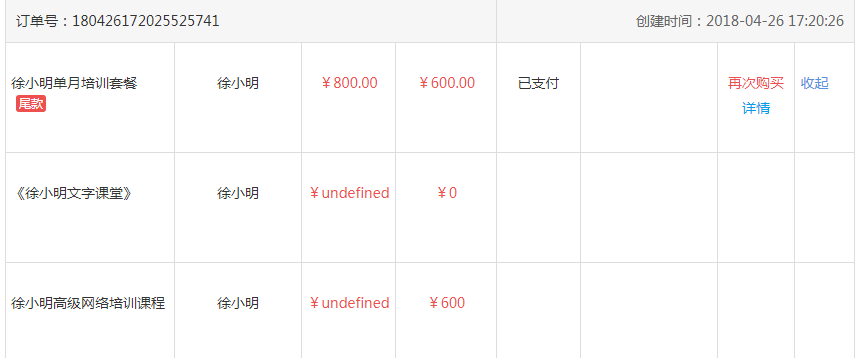 订单号：180426172025525741 创建时间：2018-04-26 17:20:26
徐小明单月培训套餐 徐小明 ￥800.00 ￥600.00 已支付 再次购买 收起
尾款 详情
《徐小明文字课堂》 徐小明 ￥undefined ￥0
徐小明高级网络培训课程 徐小明 ￥undefined ￥600